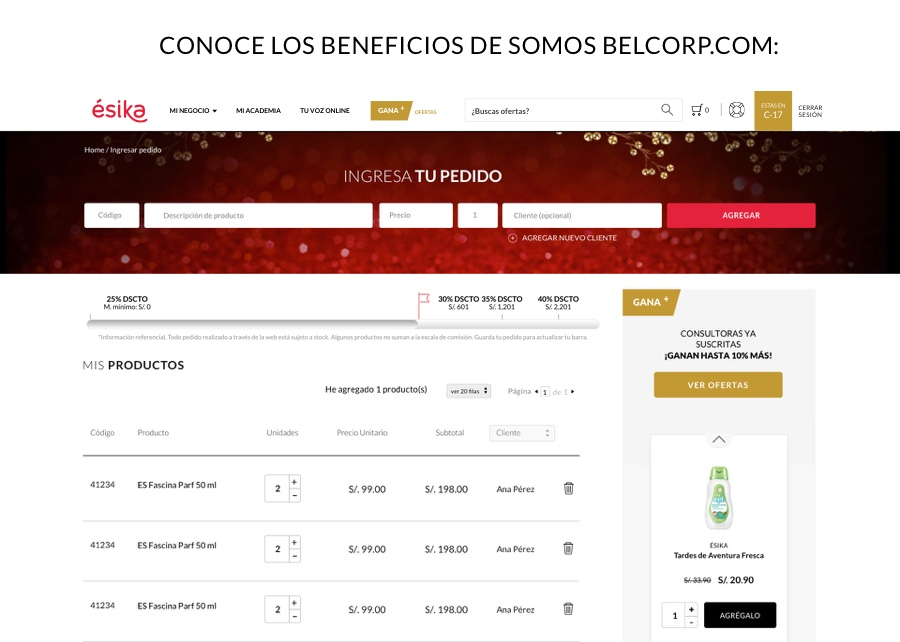 CONOCE LOS BENEFICIOS DE SOMOS BELCORP.COM:
ésika
MI NEGOCIO
MI ACADEMIA
TU VOZ ONLINE
GANA +
OFERTAS
¿Buscas ofertas?
0
ESTÁS EN
C-17
CERRAR
SESIÓN
Home / Ingresar pedido
INGRESA TU PEDIDO
Código
Descripción de producto
Precio
1
Cliente (opcional)
AGREGAR
AGREGAR NUEVO CLIENTE
25% DSCTO
M. mínimo: S/. 0
30% DSCTO
S/. 601
35% DSCTO
S/. 1,201
40% DSCTO
S/. 2,201
*Información referencial. Todo pedido realizado a través de la web está sujeto a stock. Algunos productos no suman a la escala de comisión. Guarda tu pedido para actualizar tu barra.
MIS PRODUCTOS
He agregado 1 producto(s)
ver 20 filas
Página 1 de 1
Código Producto Unidades Precio Unitario Subtotal Cliente
41234 ES Fascina Parf 50 ml 2 + - S/. 99.00 S/. 198.00 Ana Pérez
41234 ES Fascina Parf 50 ml 2 + - S/. 99.00 S/. 198.00 Ana Pérez
41234 ES Fascina Parf 50 ml 2 + - S/. 99.00 S/. 198.00 Ana Pérez
GANA +
CONSULTORAS YA
SUSCRITAS
¡GANAN HASTA 10% MÁS!
VER OFERTAS
ÉSIKA
Tardes de Aventura Fresca
S/. 33.90 S/. 20.90
1 + -
AGRÉGALO